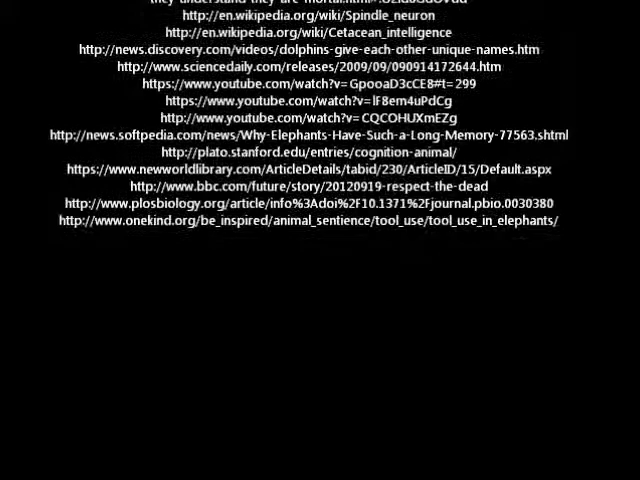 http://en.wikipedia.org/wiki/Spindle_neuron
http://en.wikipedia.org/wiki/Cetacean_intelligence
http://news.discovery.com/videos/dolphins-give-each-other-unique-names.htm
http://www.sciencedaily.com/releases/2009/09/090914172644.htm
https://www.youtube.com/watch?v=GpooaD3cCE8#t=299
https://www.youtube.com/watch?v=lF8em4uPdCg
http://www.youtube.com/watch?v=CQCOHUXmEZg
http://news.softpedia.com/news/Why-Elephants-Have-Such-a-Long-Memory-77563.shtml
http://plato.stanford.edu/entries/cognition-animal/
https://www.newworldlibrary.com/ArticleDetails/tabid/230/ArticleID/15/Default.aspx
http://www.bbc.com/future/story/20120919-respect-the-dead
http://www.plosbiology.org/article/info%3Adoi%2F10.1371%2Fjournal.pbio.0030380
http://www.onekind.org/be_inspired/animal_sentience/tool_use/tool_use_in_elephants/